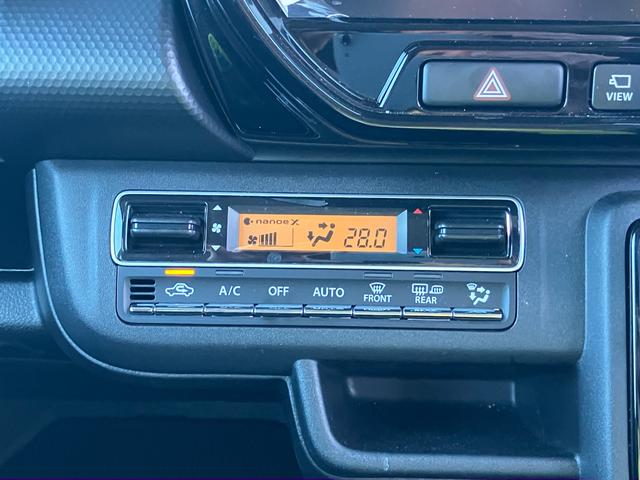 VIEW
nanoe X
28.0
A/C OFF AUTO FRONT REAR